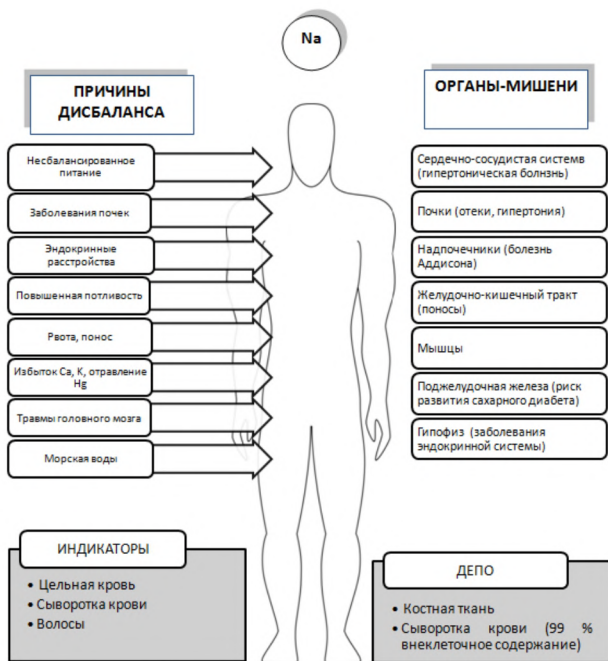 Na
ПРИЧИНЫ
ДИСБАЛАНСА
Несбалансированное
питание
Заболевания почек
Эндокринные
расстройства
Повышенная потливость
Рвота, понос
Избыток Ca, K, отравление
Hg
Травмы головного мозга
Морская воды
ОРГАНЫ-МИШЕНИ
Сердечно-сосудистая системв
(гипертоническая болнзнь)
Почки (отеки, гипертония)
Надпочечники (болезнь
Аддисона)
Желудочно-кишечный тракт
(поносы)
Мышцы
Поджелудочная железа (риск
развития сахарного диабета)
Гипофиз (заболевания
эндокринной системы)
ИНДИКАТОРЫ
• Цельная кровь
• Сыворотка крови
• Волосы
ДЕПО
• Костная ткань
• Сыворотка крови (99 %
внеклеточное содержание)